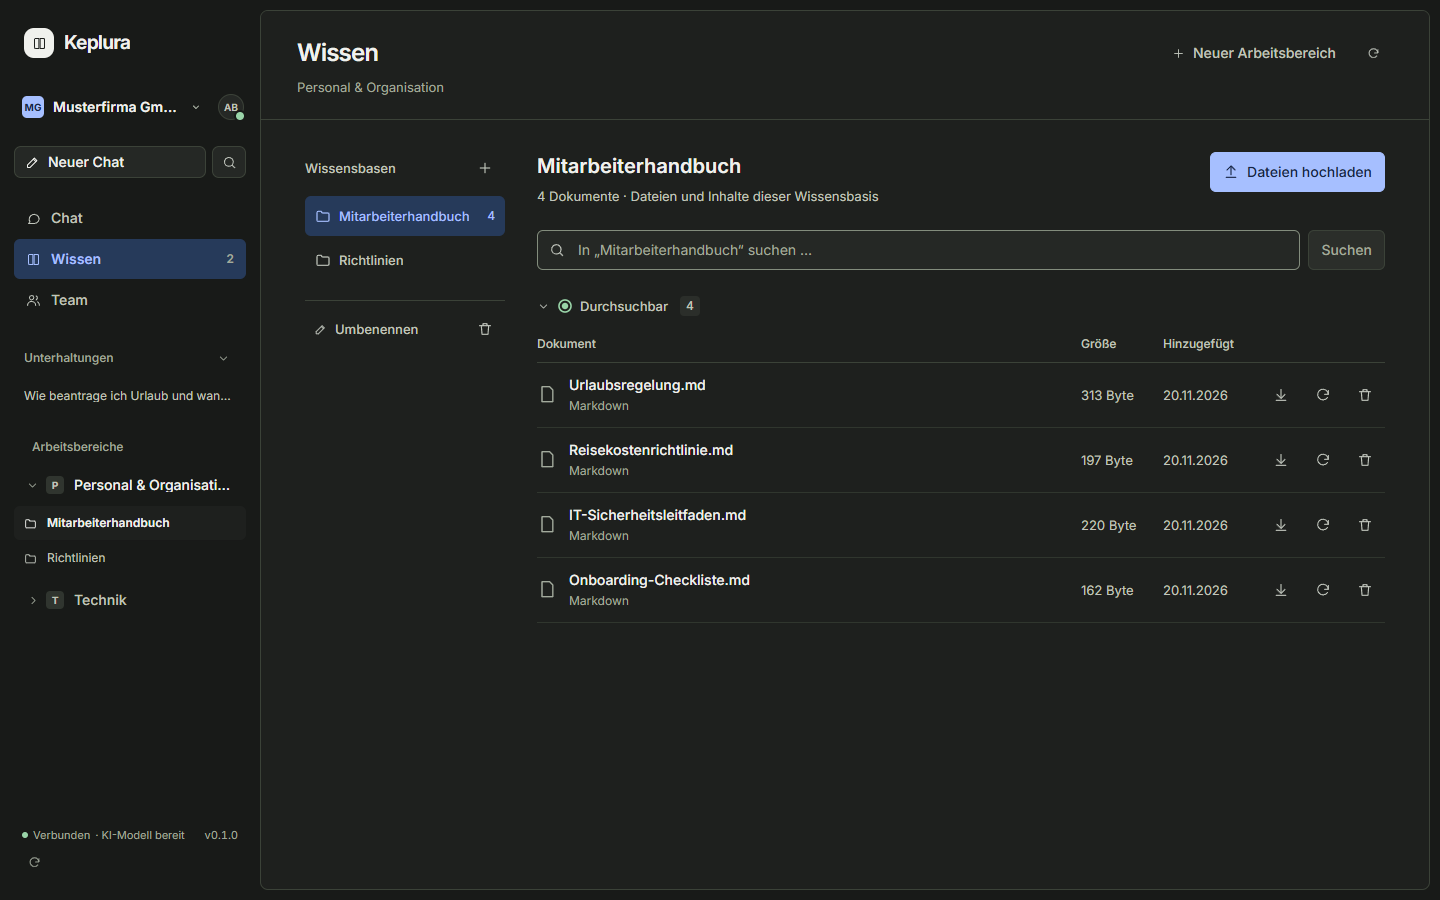 Keplura
MG Musterfirma Gm... AB
Neuer Chat
Chat
Wissen 2
Team
Unterhaltungen
Wie beantrage ich Urlaub und wan...
Arbeitsbereiche
P Personal & Organisati...
Mitarbeiterhandbuch
Richtlinien
T Technik
Verbunden · KI-Modell bereit v0.1.0
Wissen
Personal & Organisation
Neuer Arbeitsbereich
Wissensbasen
Mitarbeiterhandbuch 4
Richtlinien
Umbenennen
Mitarbeiterhandbuch
4 Dokumente · Dateien und Inhalte dieser Wissensbasis
Dateien hochladen
In „Mitarbeiterhandbuch“ suchen ...
Suchen
Durchsuchbar 4
Dokument Größe Hinzugefügt
Urlaubsregelung.md
Markdown
313 Byte 20.11.2026
Reisekostenrichtlinie.md
Markdown
197 Byte 20.11.2026
IT-Sicherheitsleitfaden.md
Markdown
220 Byte 20.11.2026
Onboarding-Checkliste.md
Markdown
162 Byte 20.11.2026